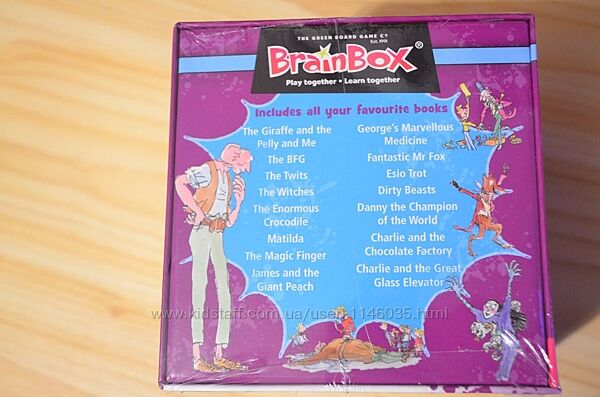 THE GREEN BOARD GAME Cº
Est. 1991
BrainBox®
Play together • Learn together
Includes all your favourite books
The Giraffe and the
Pelly and Me
The BFG
The Twits
The Witches
The Enormous
Crocodile
Matilda
The Magic Finger
James and the
Giant Peach
George's Marvellous
Medicine
Fantastic Mr Fox
Esio Trot
Dirty Beasts
Danny the Champion
of the World
Charlie and the
Chocolate Factory
Charlie and the Great
Glass Elevator
www.kidstaff.com.ua/user-1146035.html